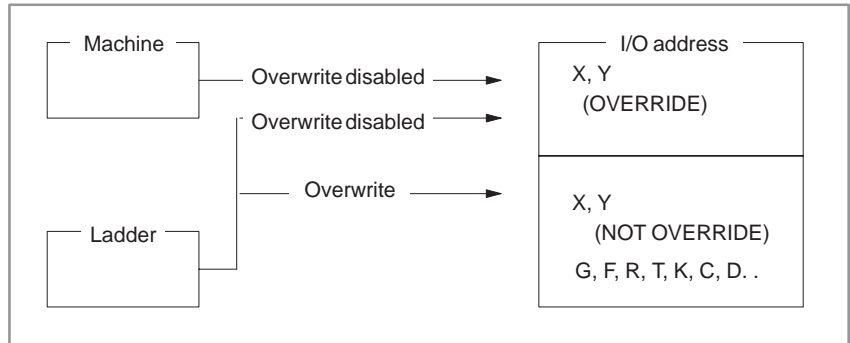 Machine
I/O address
Overwrite disabled
X, Y
(OVERRIDE)
Overwrite disabled
Overwrite
X, Y
(NOT OVERRIDE)
Ladder
G, F, R, T, K, C, D. .